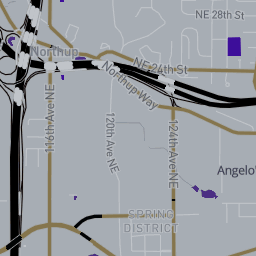 NE 28th St
Northup
NE 24th St
Northup Way
116th Ave NE
120th Ave NE
124th Ave NE
Angelo'
SPRING
DISTRICT